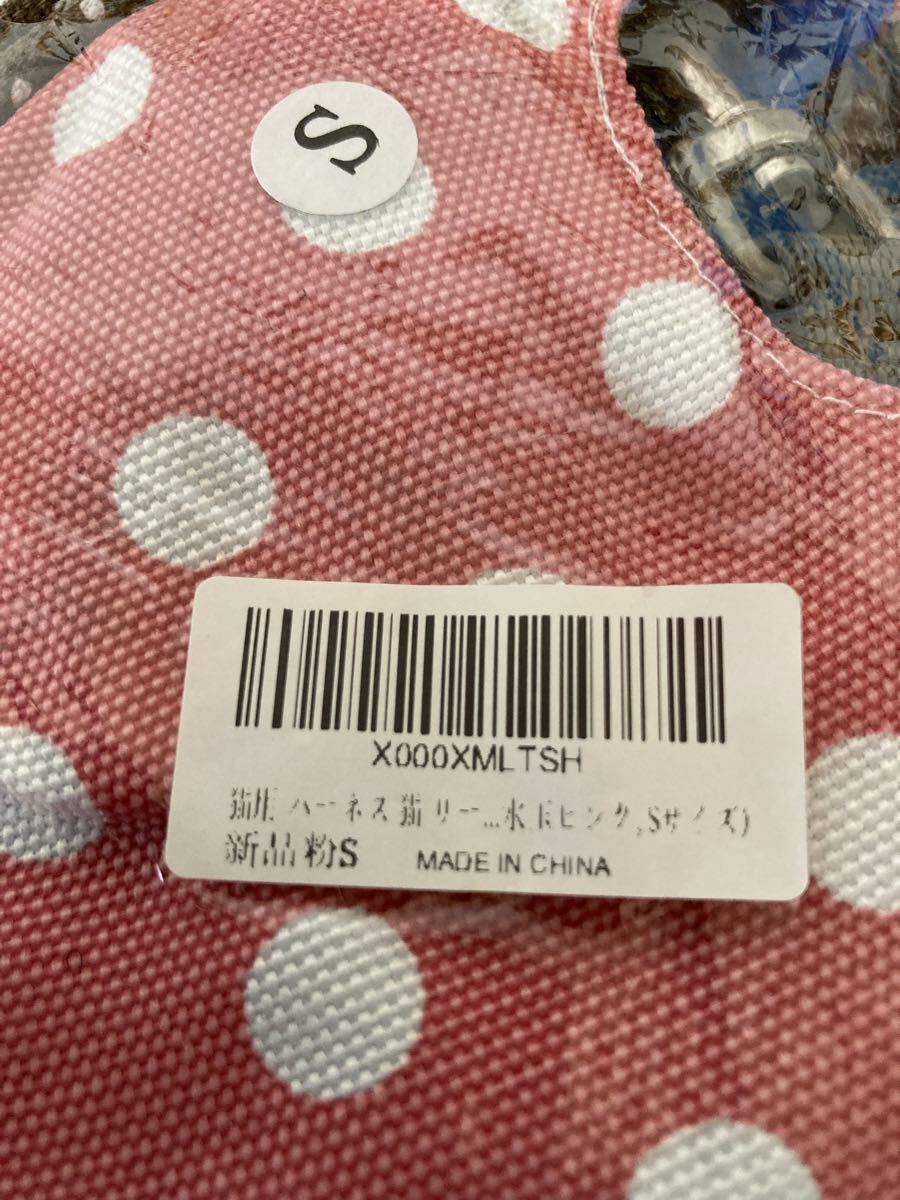 S
X000XMLTSH
猫用 ハーネス 猫 リー...水玉ピンク,Sサイズ)
新品 粉S MADE IN CHINA